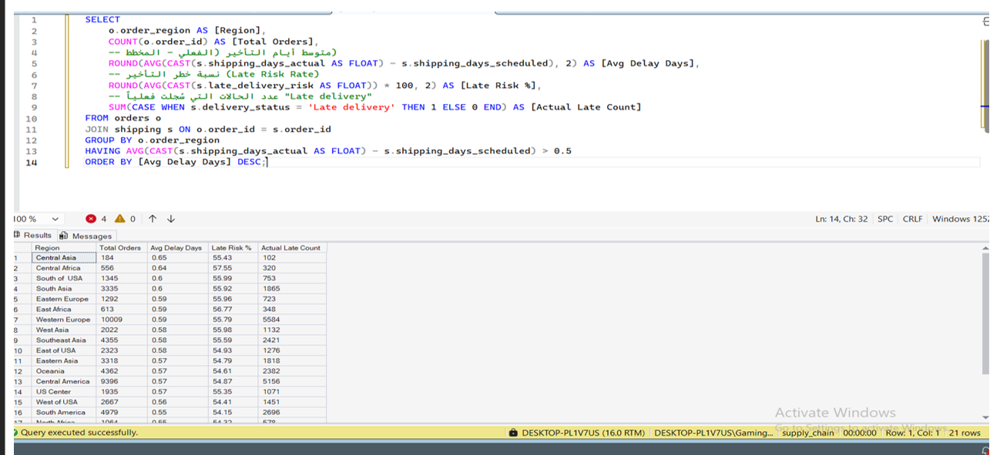 1 SELECT
2 o.order_region AS [Region],
3 COUNT(o.order_id) AS [Total Orders],
4 -- متوسط أيام التأخير (الفعلي - المخطط)
5 ROUND(AVG(CAST(s.shipping_days_actual AS FLOAT) - s.shipping_days_scheduled), 2) AS [Avg Delay Days],
6 -- نسبة خطر التأخير (Late Risk Rate)
7 ROUND(AVG(CAST(s.late_delivery_risk AS FLOAT)) * 100, 2) AS [Late Risk %],
8 -- عدد الحالات التي سُجلت فعلياً "Late delivery"
9 SUM(CASE WHEN s.delivery_status = 'Late delivery' THEN 1 ELSE 0 END) AS [Actual Late Count]
10 FROM orders o
11 JOIN shipping s ON o.order_id = s.order_id
12 GROUP BY o.order_region
13 HAVING AVG(CAST(s.shipping_days_actual AS FLOAT) - s.shipping_days_scheduled) > 0.5
14 ORDER BY [Avg Delay Days] DESC;
100 % 4 0 Ln: 14, Ch: 32 SPC CRLF Windows 1252
Results Messages
Region Total Orders Avg Delay Days Late Risk % Actual Late Count
1 Central Asia 184 0.65 55.43 102
2 Central Africa 556 0.64 57.55 320
3 South of USA 1345 0.6 55.99 753
4 South Asia 3335 0.6 55.92 1865
5 Eastern Europe 1292 0.59 55.96 723
6 East Africa 613 0.59 56.77 348
7 Western Europe 10009 0.59 55.79 5584
8 West Asia 2022 0.58 55.98 1132
9 Southeast Asia 4355 0.58 55.59 2421
10 East of USA 2323 0.58 54.93 1276
11 Eastern Asia 3318 0.57 54.79 1818
12 Oceania 4362 0.57 54.61 2382
13 Central America 9396 0.57 54.87 5156
14 US Center 1935 0.57 55.35 1071
15 West of USA 2667 0.56 54.41 1451
16 South America 4979 0.55 54.15 2696
17 North Africa 1064 0.55 54.32 578
Activate Windows
Go to Settings to activate Windows.
Query executed successfully. DESKTOP-PL1V7US (16.0 RTM) DESKTOP-PL1V7US\Gaming... supply_chain 00:00:00 Row: 1, Col: 1 21 rows